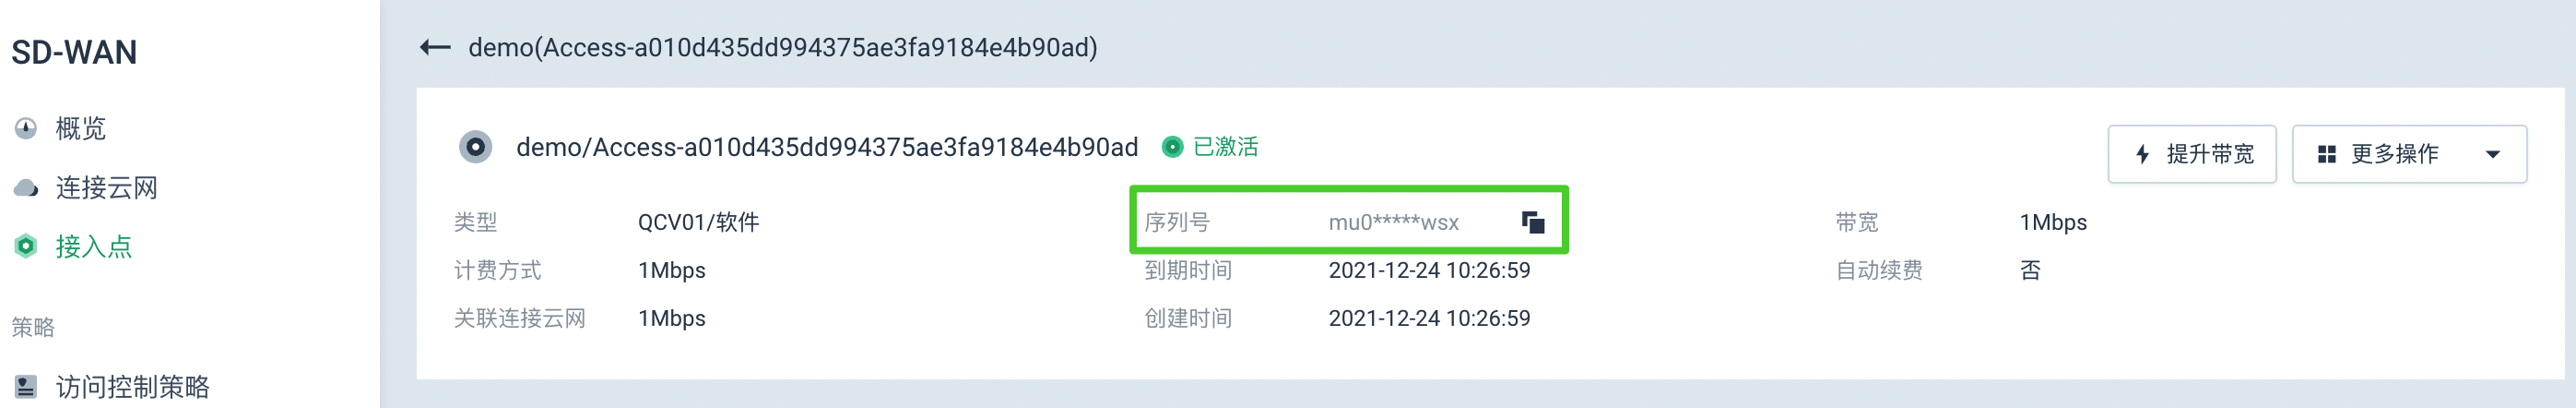 SD-WAN
概览
连接云网
接入点
策略
访问控制策略
demo(Access-a010d435dd994375ae3fa9184e4b90ad)
demo/Access-a010d435dd994375ae3fa9184e4b90ad 已激活
提升带宽 更多操作
类型 QCV01/软件 序列号 mu0*****wsx 带宽 1Mbps
计费方式 1Mbps 到期时间 2021-12-24 10:26:59 自动续费 否
关联连接云网 1Mbps 创建时间 2021-12-24 10:26:59